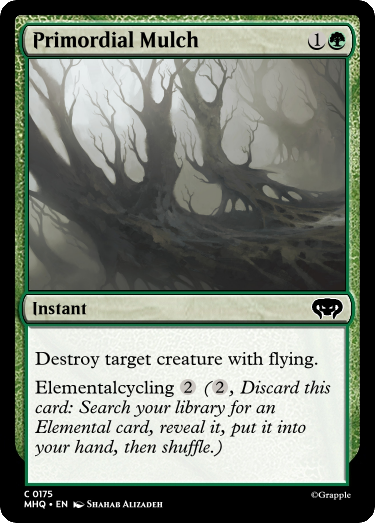 Primordial Mulch 1
Instant
Destroy target creature with flying.
Elementalcycling 2 (2, Discard this
card: Search your library for an
Elemental card, reveal it, put it into
your hand, then shuffle.)
C 0175
MHQ • EN Shahab Alizadeh
©Grapple